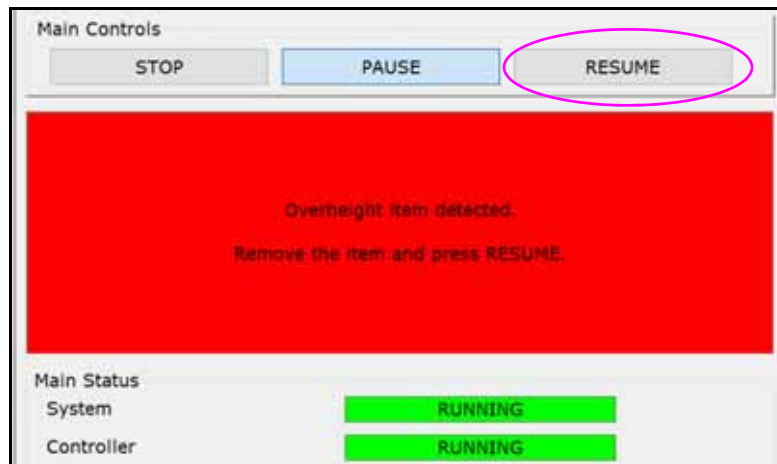 Main Controls
STOP PAUSE RESUME
Overheight item detected.
Remove the item and press RESUME.
Main Status
System RUNNING
Controller RUNNING